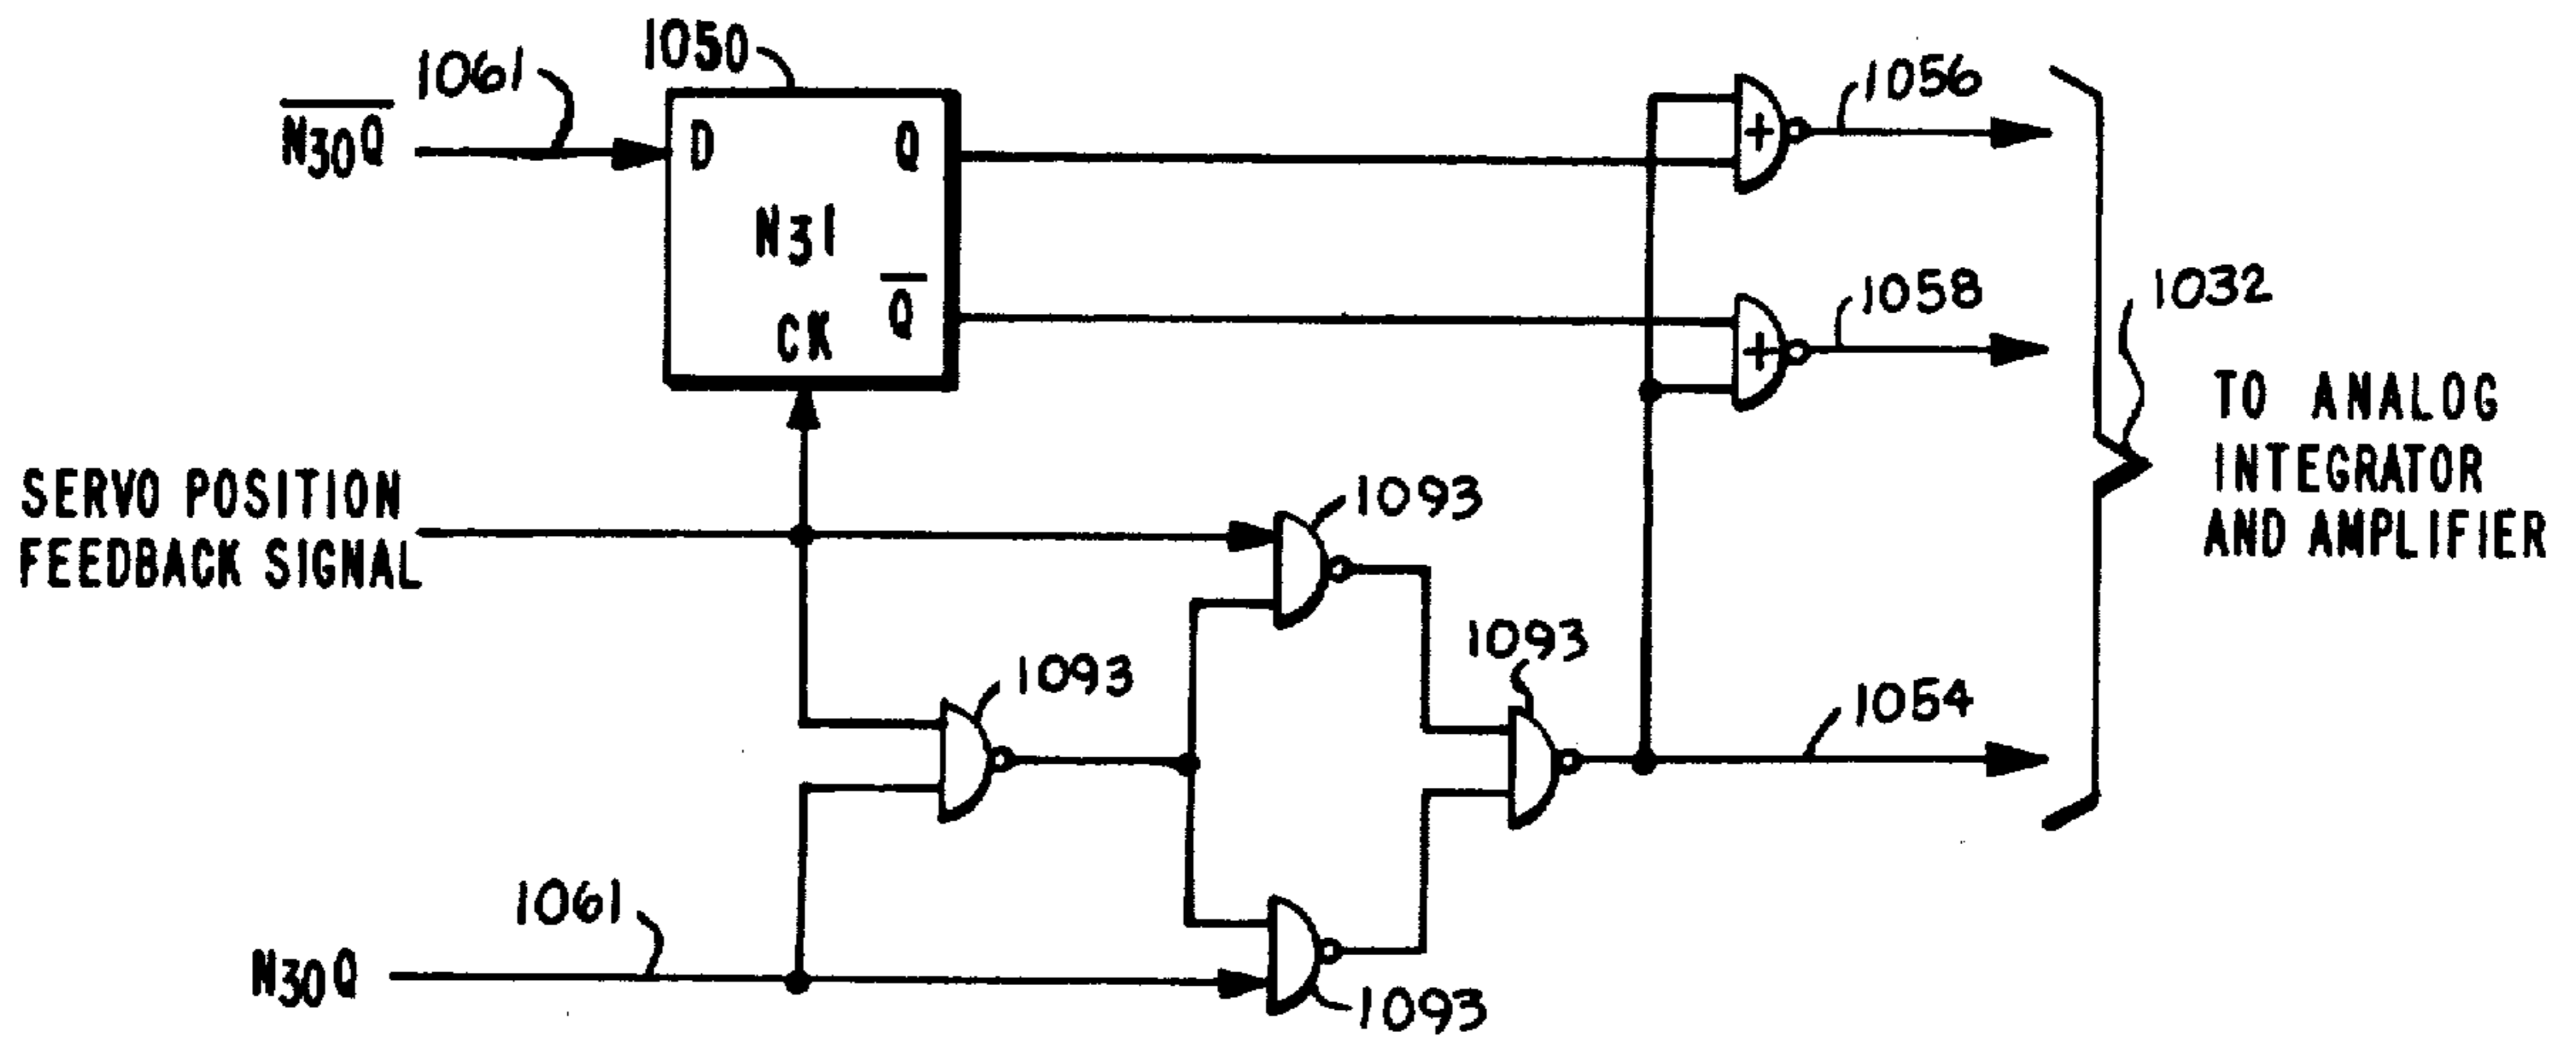 1050
1061
N30Q
D
Q
N31
Q
CK
+
1056
+
1058
1032
TO ANALOG
INTEGRATOR
AND AMPLIFIER
SERVO POSITION
FEEDBACK SIGNAL
1093
1093
1093
1054
1061
N30Q
1093